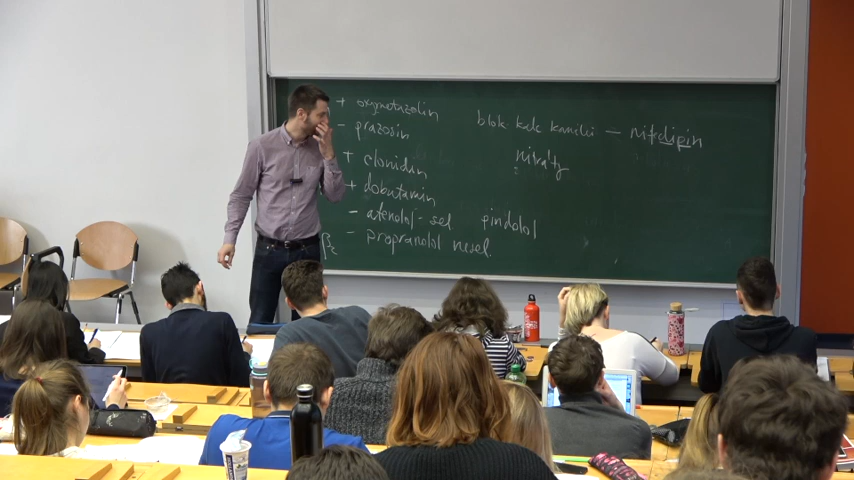 + oxymetazolin
- prazosin
+ clonidin
+ dobutamin
- atenolol - sel pindolol
- propranolol nesel.
β2
blok. kalc kanálů — nifedipin
nitráty